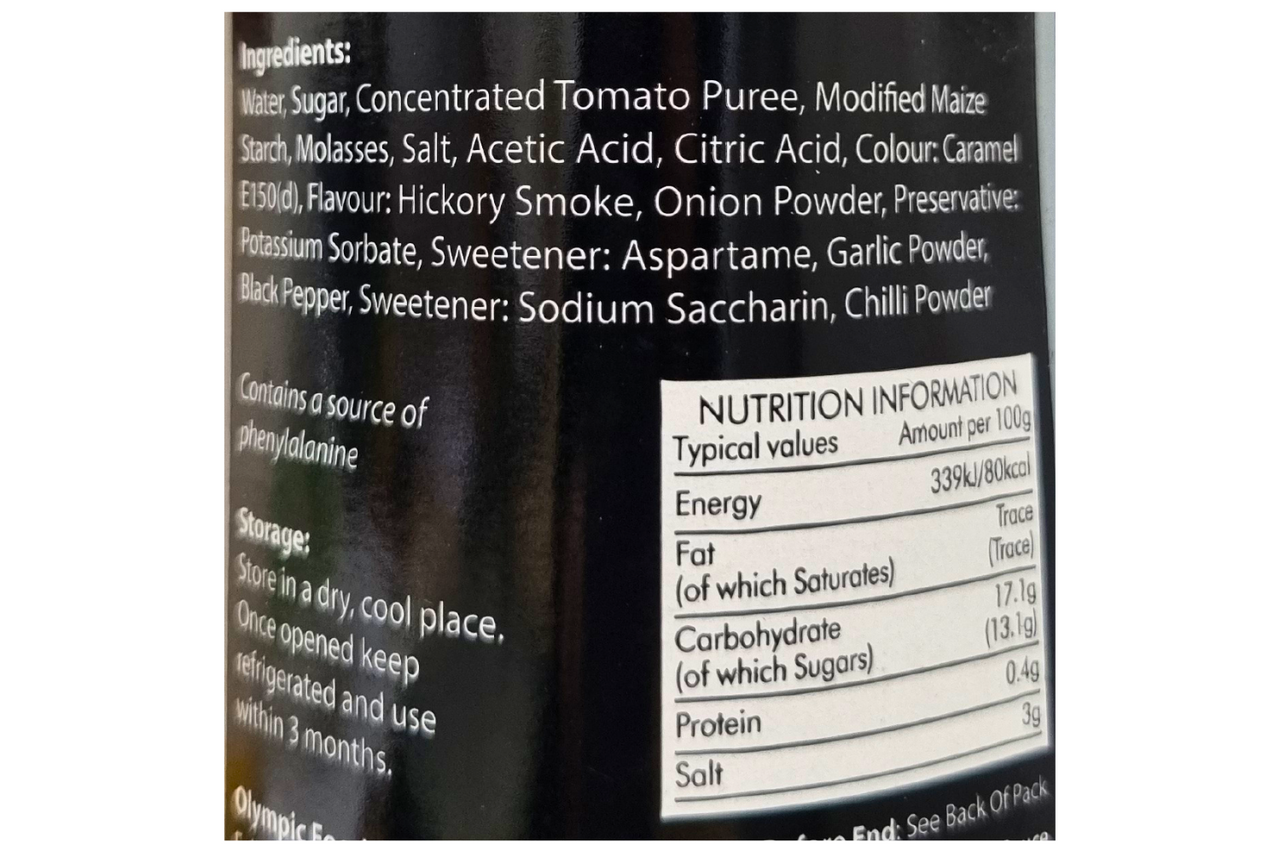 Ingredients:
Water, Sugar, Concentrated Tomato Puree, Modified Maize
Starch, Molasses, Salt, Acetic Acid, Citric Acid, Colour: Caramel
E150(d), Flavour: Hickory Smoke, Onion Powder, Preservative:
Potassium Sorbate, Sweetener: Aspartame, Garlic Powder,
Black Pepper, Sweetener: Sodium Saccharin, Chilli Powder
Contains a source of
phenylalanine
Storage:
Store in a dry, cool place.
Once opened keep
refrigerated and use
within 3 months.
Olympic
NUTRITION INFORMATION
Typical values Amount per 100g
Energy 339kJ/80kcal
Fat Trace
(of which Saturates) (Trace)
Carbohydrate 17.1g
(of which Sugars) (13.1g)
Protein 0.4g
Salt 3g
End: See Back Of Pack